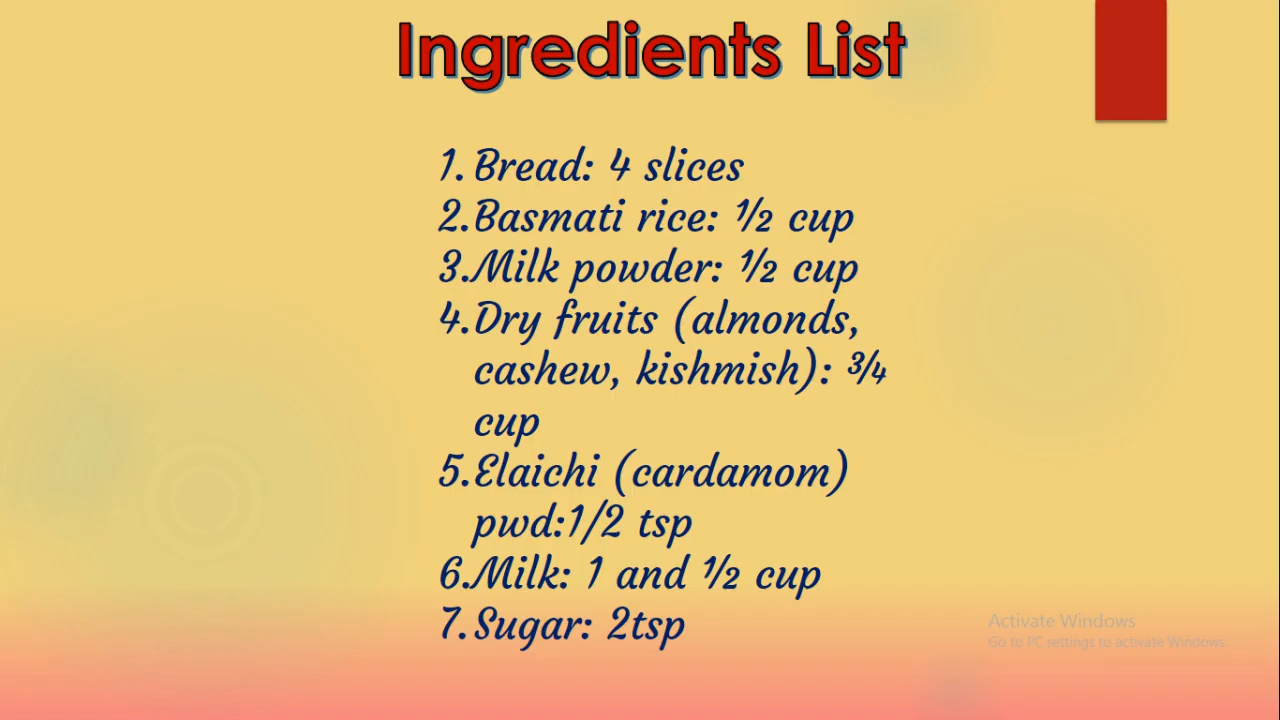 Ingredients List
1. Bread: 4 slices
2.Basmati rice: ½ cup
3.Milk powder: ½ cup
4.Dry fruits (almonds,
cashew, kishmish): ¾
cup
5.Elaichi (cardamom)
pwd:1/2 tsp
6.Milk: 1 and ½ cup
7.Sugar: 2tsp
Activate Windows
Go to PC settings to activate Windows.